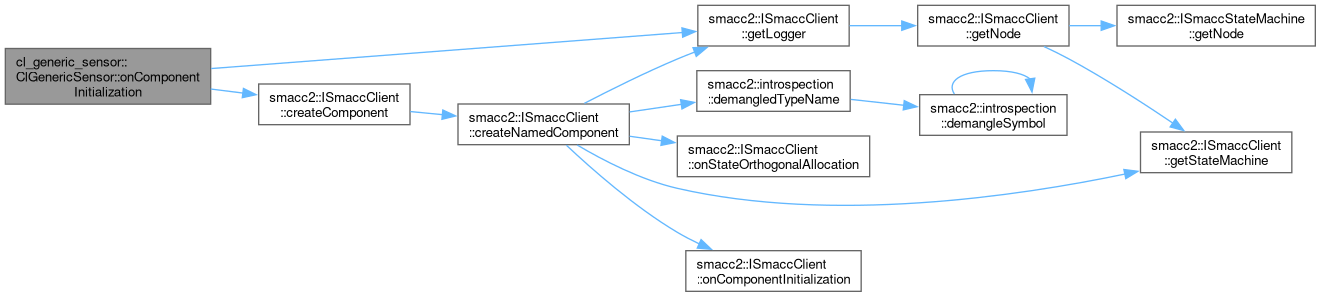 cl_generic_sensor::
ClGenericSensor::onComponent
Initialization
smacc2::ISmaccClient
::createComponent
smacc2::ISmaccClient
::createNamedComponent
smacc2::ISmaccClient
::getLogger
smacc2::introspection
::demangledTypeName
smacc2::ISmaccClient
::onStateOrthogonalAllocation
smacc2::ISmaccClient
::onComponentInitialization
smacc2::ISmaccClient
::getNode
smacc2::introspection
::demangleSymbol
smacc2::ISmaccStateMachine
::getNode
smacc2::ISmaccClient
::getStateMachine